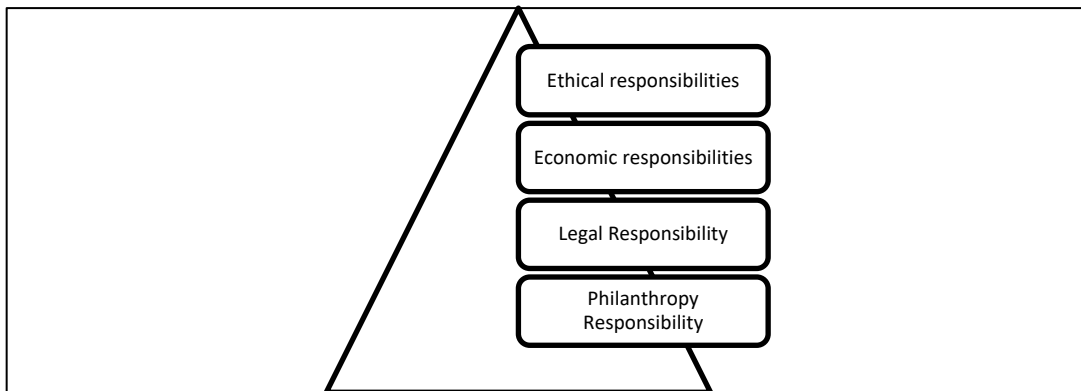 Ethical responsibilities
Economic responsibilities
Legal Responsibility
Philanthropy
Responsibility